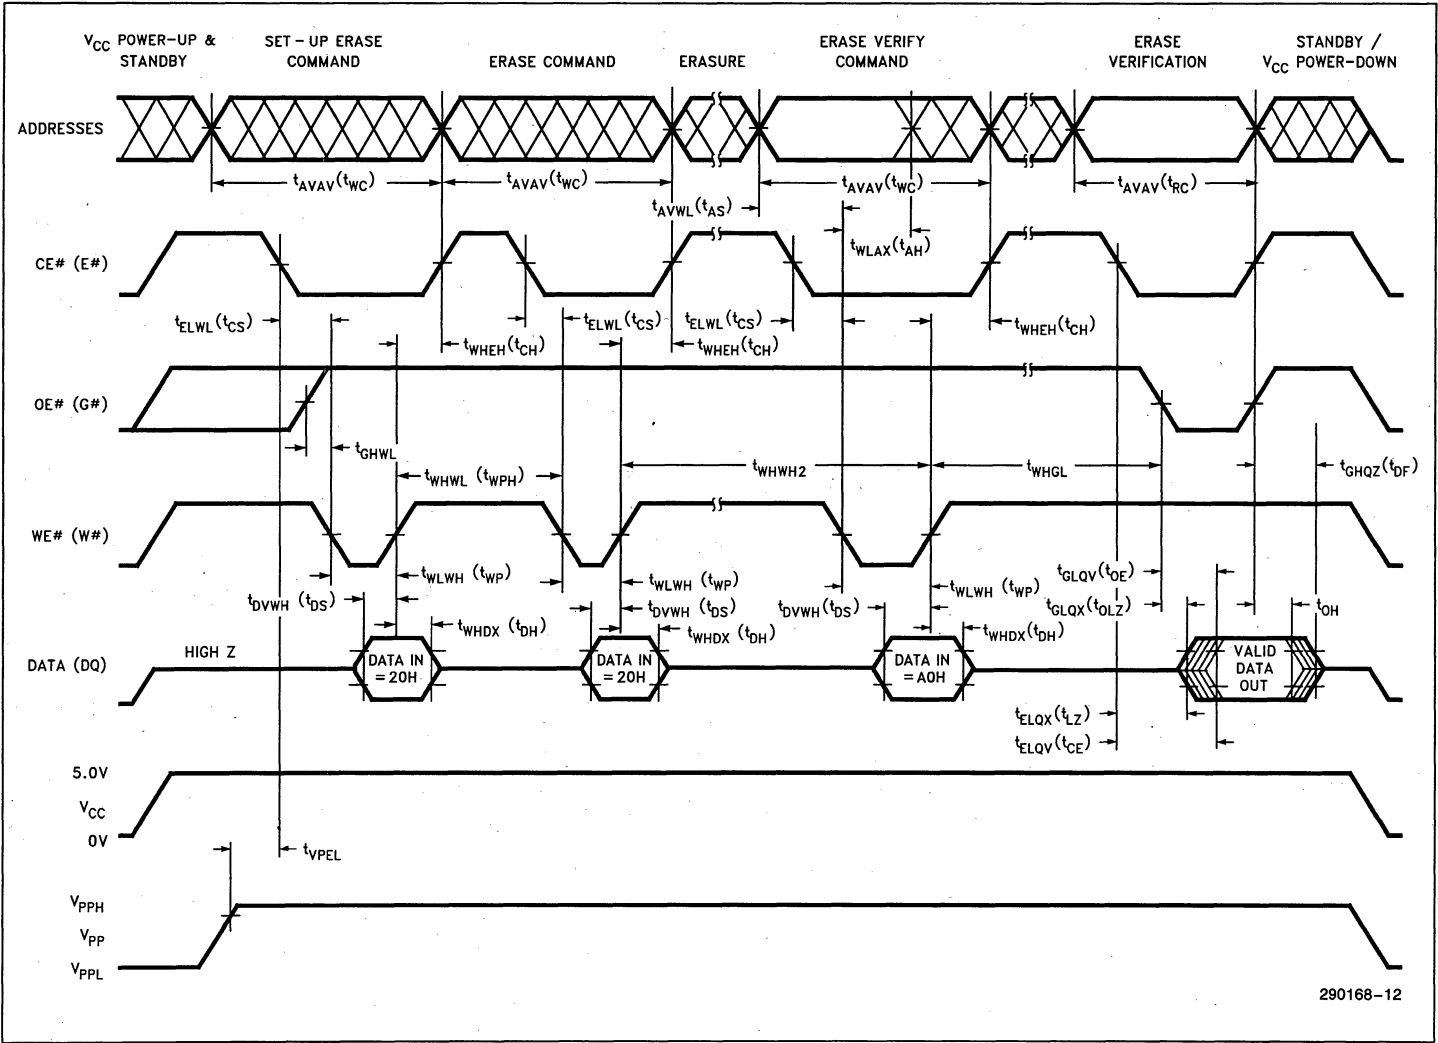 V_CC POWER-UP & STANDBY
SET-UP ERASE COMMAND
ERASE COMMAND
ERASURE
ERASE VERIFY COMMAND
ERASE VERIFICATION
STANDBY / V_CC POWER-DOWN
ADDRESSES
t_AVAV(t_WC)
t_AVAV(t_WC)
t_AVAV(t_WC)
t_AVAV(t_RC)
t_AVWL(t_AS)
t_WLAX(t_AH)
CE# (E#)
t_ELWL(t_CS)
t_ELWL(t_CS)
t_ELWL(t_CS)
t_WHEH(t_CH)
t_WHEH(t_CH)
t_WHEH(t_CH)
OE# (G#)
t_GHWL
t_WHWL (t_WPH)
t_WHWH2
t_WHGL
t_GHQZ(t_DF)
WE# (W#)
t_WLWH (t_WP)
t_WLWH (t_WP)
t_WLWH (t_WP)
t_GLQV(t_OE)
t_DVWH (t_DS)
t_DVWH (t_DS)
t_DVWH(t_DS)
t_GLQX(t_OLZ)
t_OH
t_WHDX (t_DH)
t_WHDX (t_DH)
t_WHDX(t_DH)
DATA (DQ)
HIGH Z
DATA IN
=20H
DATA IN
=20H
DATA IN
=A0H
VALID
DATA
OUT
t_ELQX(t_LZ)
t_ELQV(t_CE)
5.0V
V_CC
0V
t_VPEL
V_PPH
V_PP
V_PPL
290168-12